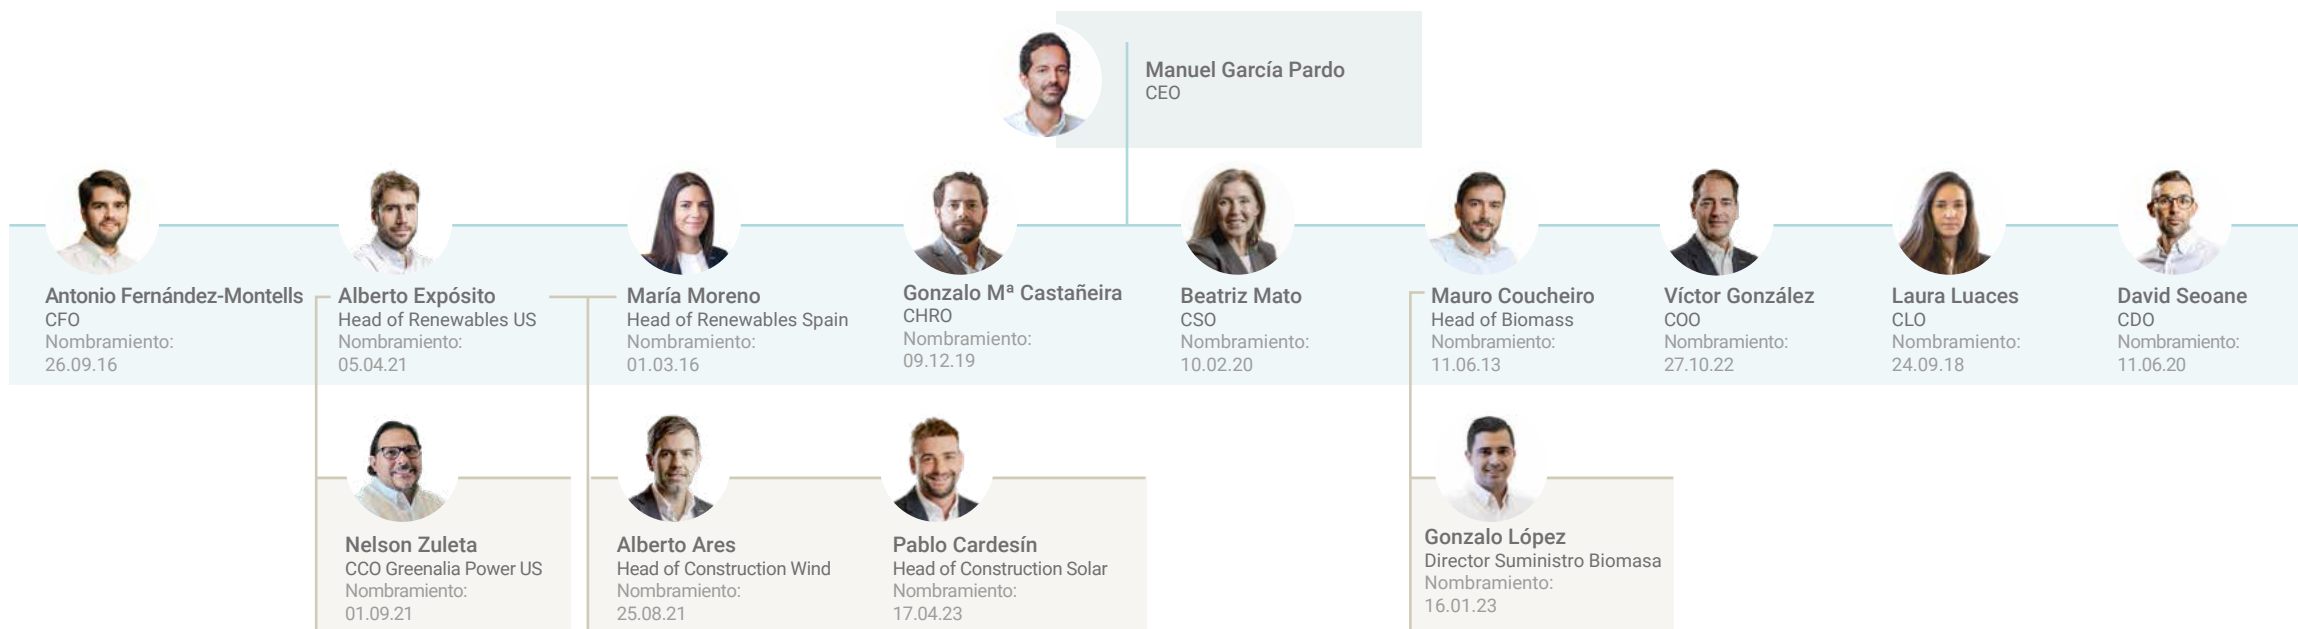 Manuel García Pardo
CEO
Antonio Fernández-Montells
CFO
Nombramiento:
26.09.16
Alberto Expósito
Head of Renewables US
Nombramiento:
05.04.21
María Moreno
Head of Renewables Spain
Nombramiento:
01.03.16
Gonzalo Mª Castañeira
CHRO
Nombramiento:
09.12.19
Beatriz Mato
CSO
Nombramiento:
10.02.20
Mauro Coucheiro
Head of Biomass
Nombramiento:
11.06.13
Víctor González
COO
Nombramiento:
27.10.22
Laura Luaces
CLO
Nombramiento:
24.09.18
David Seoane
CDO
Nombramiento:
11.06.20
Nelson Zuleta
CCO Greenalia Power US
Nombramiento:
01.09.21
Alberto Ares
Head of Construction Wind
Nombramiento:
25.08.21
Pablo Cardesín
Head of Construction Solar
Nombramiento:
17.04.23
Gonzalo López
Director Suministro Biomasa
Nombramiento:
16.01.23